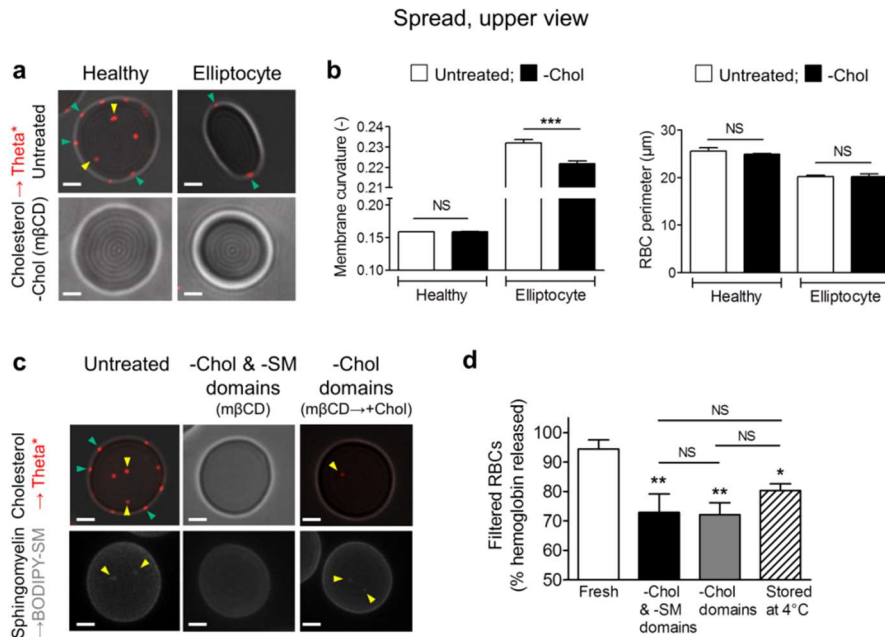 Spread, upper view
a
Healthy
Elliptocyte
Cholesterol → Theta*
-Chol (mβCD)
Untreated
b
Untreated; -Chol
Membrane curvature (-)
0.24
0.23
0.22
0.21
0.15
0.10
NS
***
Healthy
Elliptocyte
Untreated; -Chol
RBC perimeter (µm)
30
20
10
0
NS
NS
Healthy
Elliptocyte
c
Untreated
-Chol & -SM
domains
(mβCD)
-Chol
domains
(mβCD→+Chol)
Cholesterol
→ Theta*
Sphingomyelin
→BODIPY-SM
d
Filtered RBCs
(% hemoglobin released)
100
90
80
70
60
50
NS
NS
NS
**
**
*
Fresh
-Chol
& -SM
domains
-Chol
domains
Stored
at 4°C